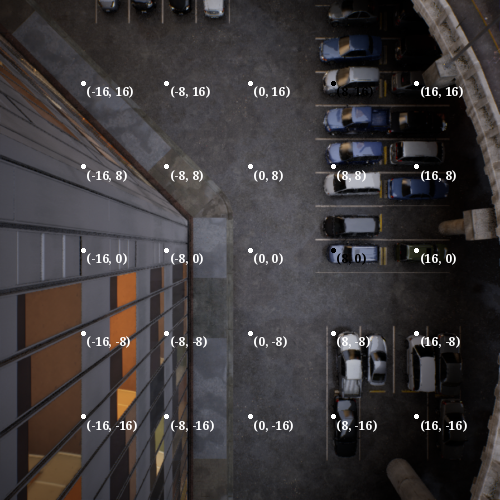 (-16, 16) (-8, 16) (0, 16) (16, 16)
(-16, 8) (-8, 8) (0, 8) (8, 8) (16, 8)
(-16, 0) (-8, 0) (0, 0) (8, 0) (16, 0)
(-16, -8) (-8, -8) (0, -8) (8, -8) (16, -8)
(-16, -16) (-8, -16) (0, -16) (8, -16) (16, -16)